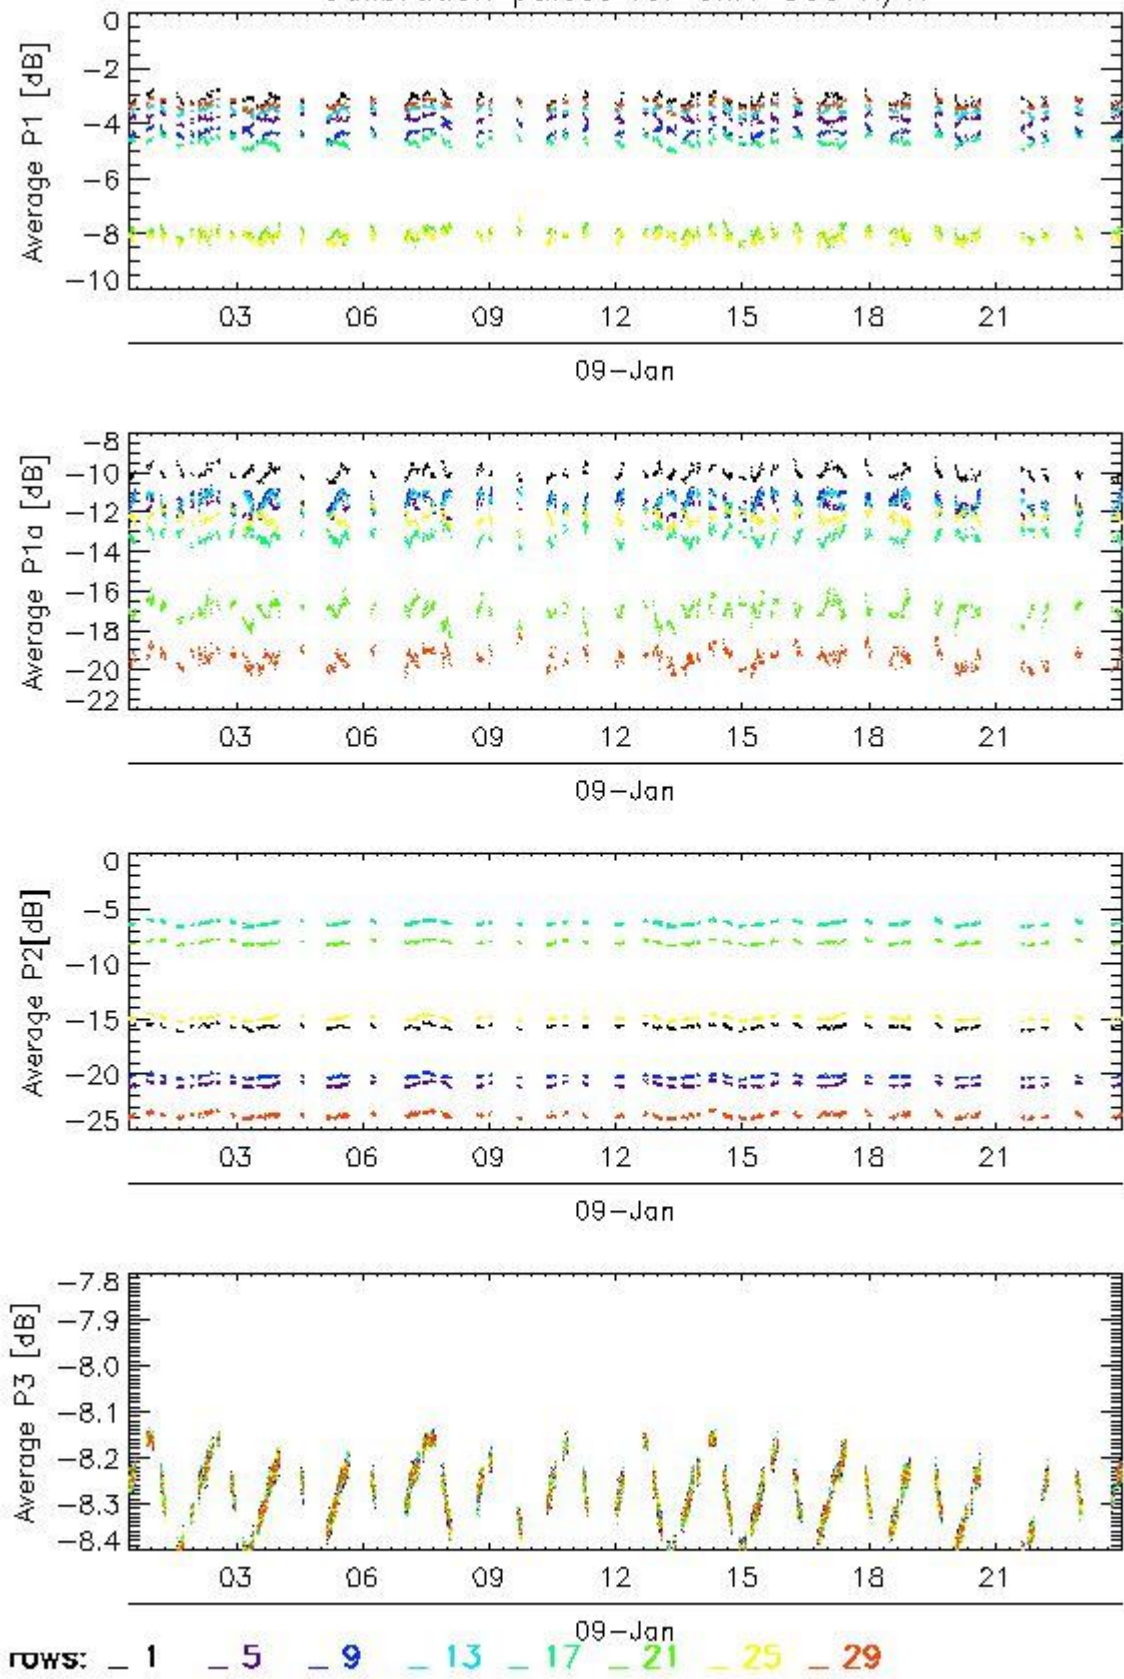 Average P1 [dB]
0
−2
−4
−6
−8
−10
03 06 09 12 15 18 21
09−Jan
Average P1a [dB]
−8
−10
−12
−14
−16
−18
−20
−22
03 06 09 12 15 18 21
09−Jan
Average P2[dB]
0
−5
−10
−15
−20
−25
03 06 09 12 15 18 21
09−Jan
Average P3 [dB]
−7.8
−7.9
−8.0
−8.1
−8.2
−8.3
−8.4
03 06 09 12 15 18 21
09−Jan
rows: _ 1 _ 5 _ 9 _ 13 _ 17 _ 21 _ 25 _ 29